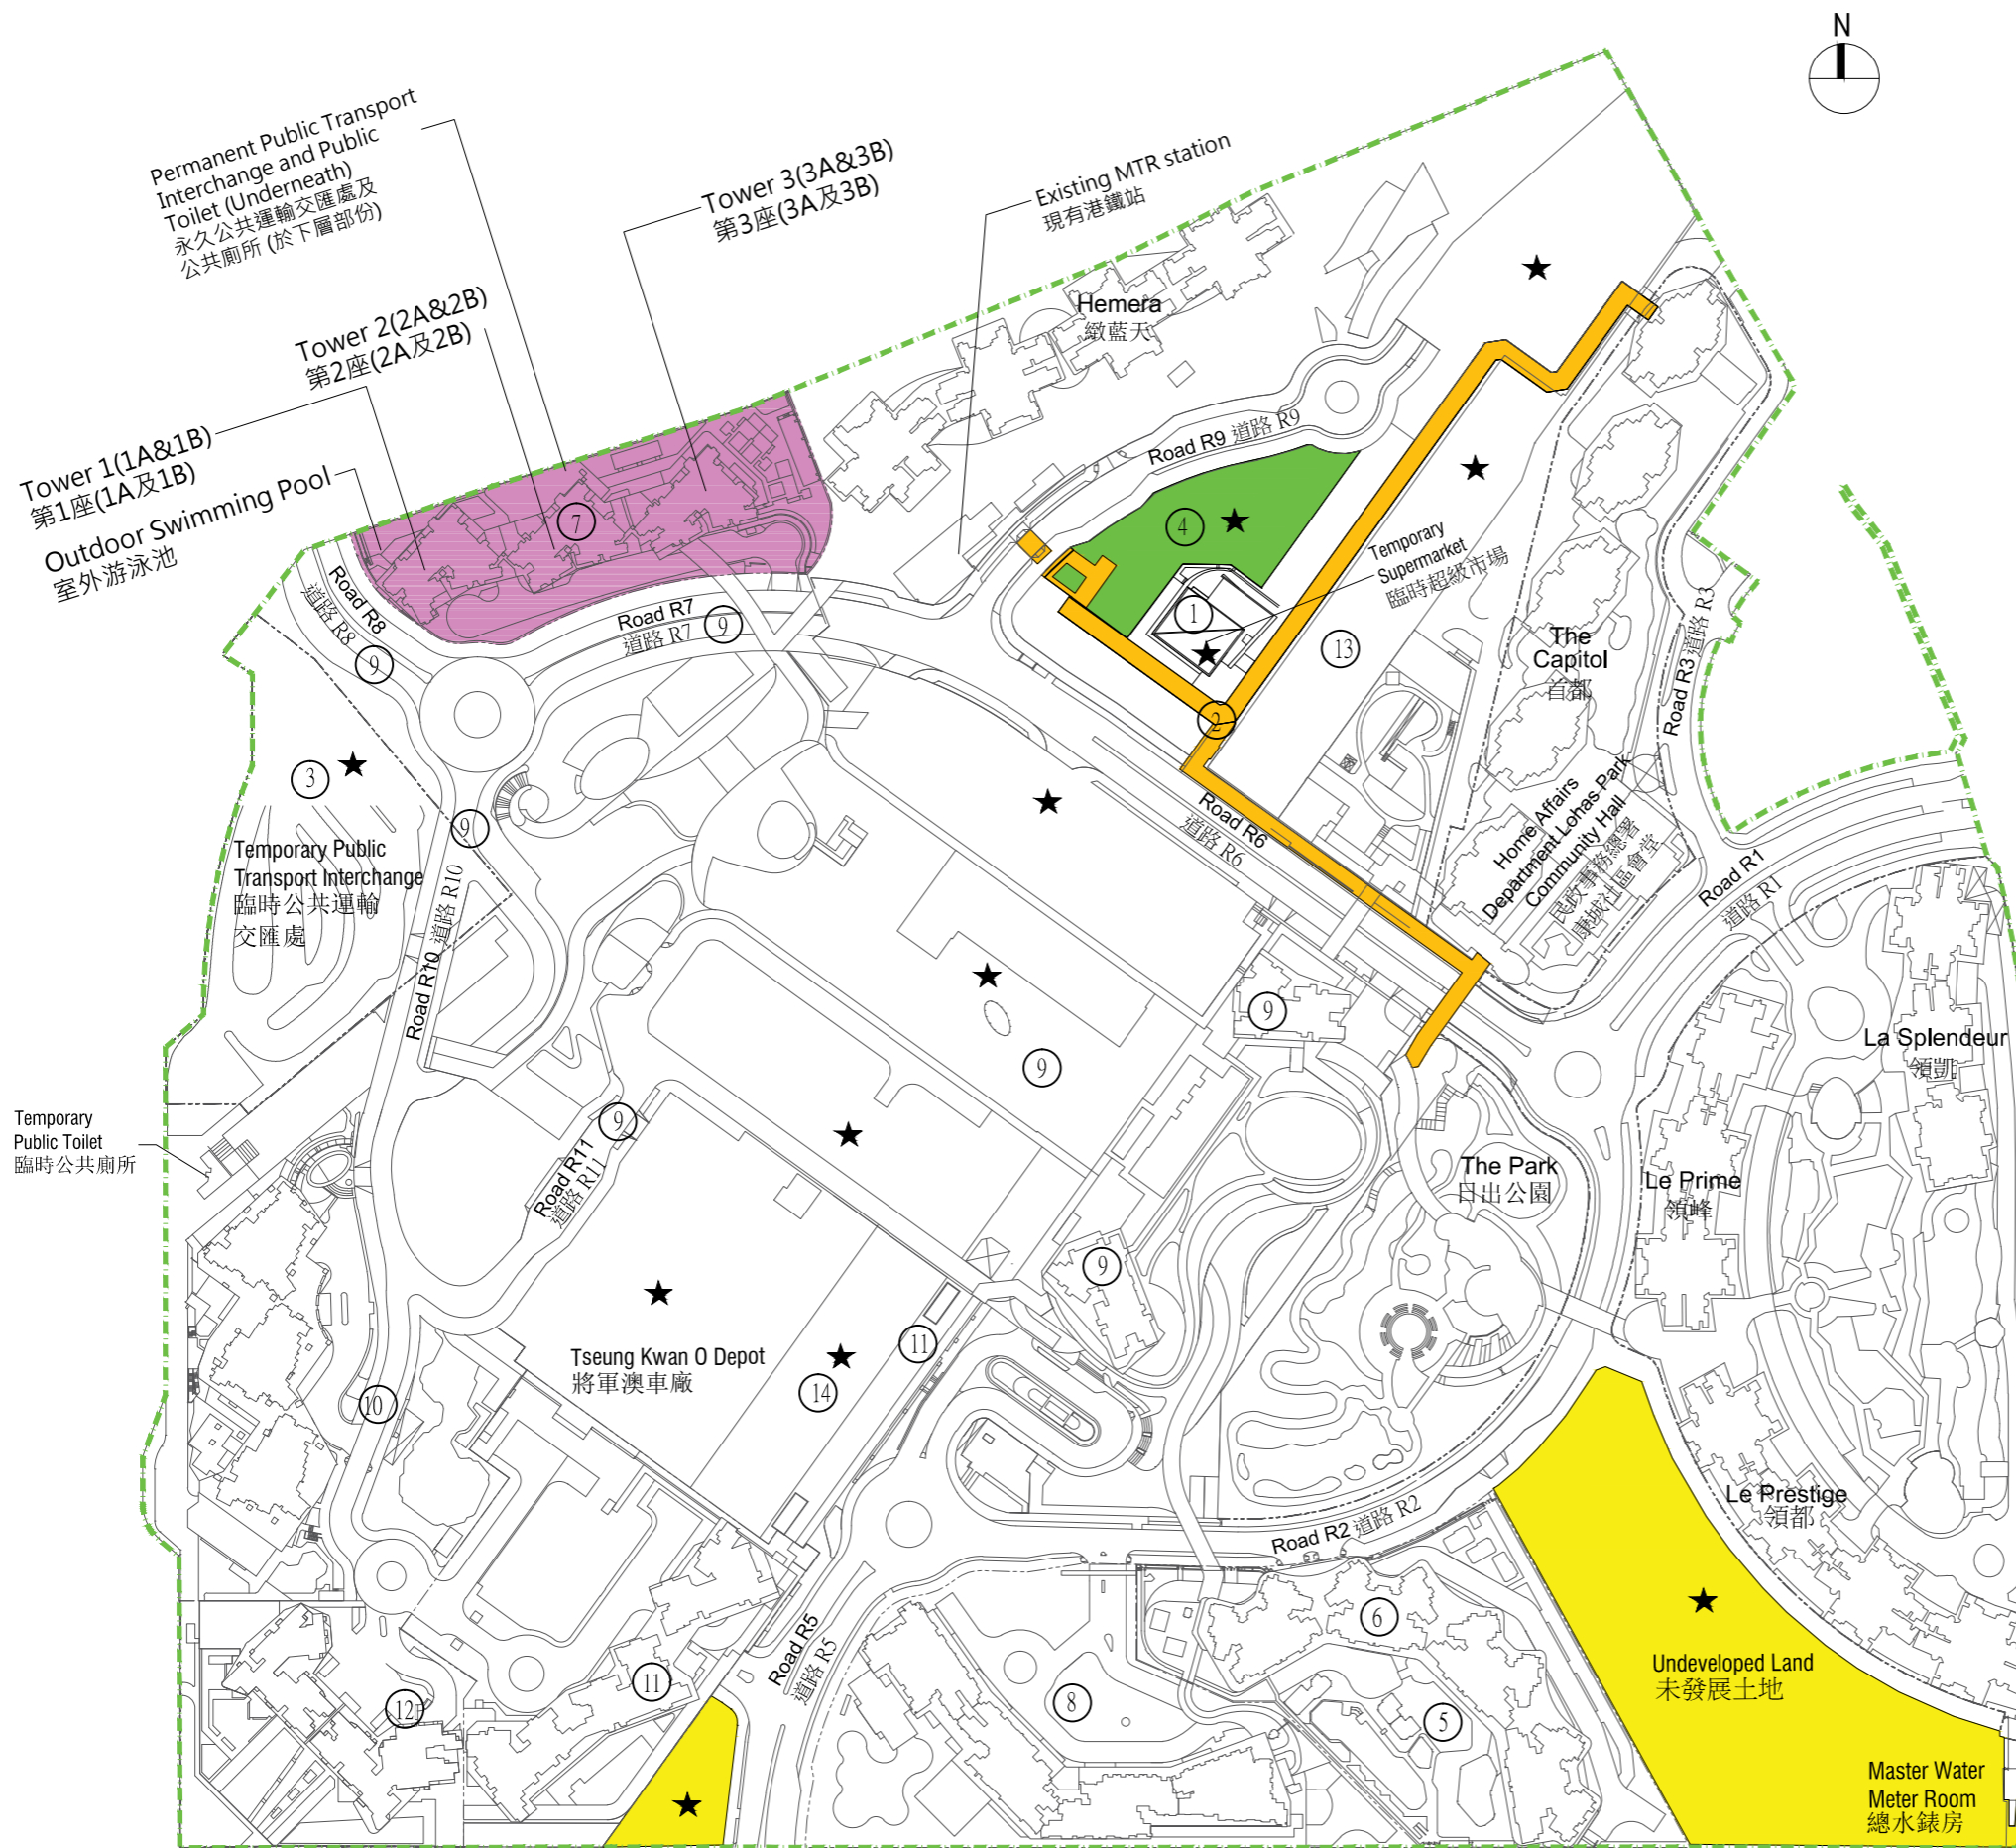 N
Permanent Public Transport
Interchange and Public
Toilet (Underneath)
永久公共運輸交匯處及
公共廁所 (於下層部份)
Tower 3(3A&3B)
第3座(3A及3B)
Existing MTR station
現有港鐵站
Tower 2(2A&2B)
第2座(2A及2B)
Tower 1(1A&1B)
第1座(1A及1B)
Outdoor Swimming Pool
室外游泳池
Hemera
緻藍天
Road R9 道路 R9
7
4
Temporary
Supermarket
臨時超級市場
1
13
2
Road R8
道路 R8
9
Road R7
道路 R7
9
The
Capitol
首都
Road R3 道路 R3
3
Temporary Public
Transport Interchange
臨時公共運輸
交匯處
9
Road R10 道路 R10
Road R6
道路 R6
Home Affairs
Department Lohas Park
Community Hall
民政事務總署
康城社區會堂
Road R1
道路 R1
9
9
La Splendeur
領凱
Temporary
Public Toilet
臨時公共廁所
9
Road R11
道路 R11
The Park
日出公園
Le Prime
領峰
9
Tseung Kwan O Depot
將軍澳車廠
11
14
10
Le Prestige
領都
Road R2 道路 R2
Road R5
道路 R5
6
Undeveloped Land
未發展土地
11
12
8
5
Master Water
Meter Room
總水錶房